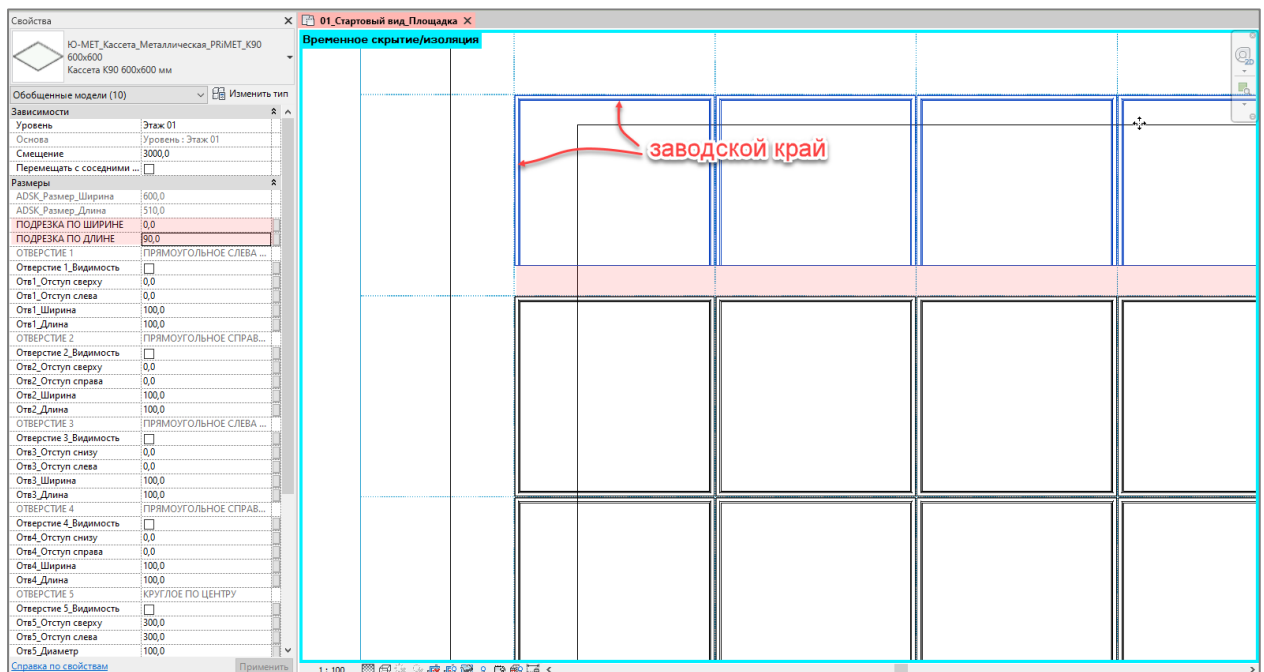 Свойства
01_Стартовый вид_Площадка
Временное скрытие/изоляция
Ю-МЕТ_Кассета_Металлическая_PRiMET_K90
600x600
Кассета К90 600х600 мм
Обобщенные модели (10)
Изменить тип
Зависимости
Уровень Этаж 01
Основа Уровень : Этаж 01
Смещение 3000,0
Перемещать с соседними ...
Размеры
ADSK_Размер_Ширина 600,0
ADSK_Размер_Длина 510,0
ПОДРЕЗКА ПО ШИРИНЕ 0,0
ПОДРЕЗКА ПО ДЛИНЕ 90,0
ОТВЕРСТИЕ 1 ПРЯМОУГОЛЬНОЕ СЛЕВА ...
Отверстие 1_Видимость
Отв1_Отступ сверху 0,0
Отв1_Отступ слева 0,0
Отв1_Ширина 100,0
Отв1_Длина 100,0
ОТВЕРСТИЕ 2 ПРЯМОУГОЛЬНОЕ СПРАВ...
Отверстие 2_Видимость
Отв2_Отступ сверху 0,0
Отв2_Отступ справа 0,0
Отв2_Ширина 100,0
Отв2_Длина 100,0
ОТВЕРСТИЕ 3 ПРЯМОУГОЛЬНОЕ СЛЕВА ...
Отверстие 3_Видимость
Отв3_Отступ снизу 0,0
Отв3_Отступ слева 0,0
Отв3_Ширина 100,0
Отв3_Длина 100,0
ОТВЕРСТИЕ 4 ПРЯМОУГОЛЬНОЕ СПРАВ...
Отверстие 4_Видимость
Отв4_Отступ снизу 0,0
Отв4_Отступ справа 0,0
Отв4_Ширина 100,0
Отв4_Длина 100,0
ОТВЕРСТИЕ 5 КРУГЛОЕ ПО ЦЕНТРУ
Отверстие 5_Видимость
Отв5_Отступ сверху 300,0
Отв5_Отступ слева 300,0
Отв5_Диаметр 100,0
Справка по свойствам
Применить
заводской край
2D
1 : 100